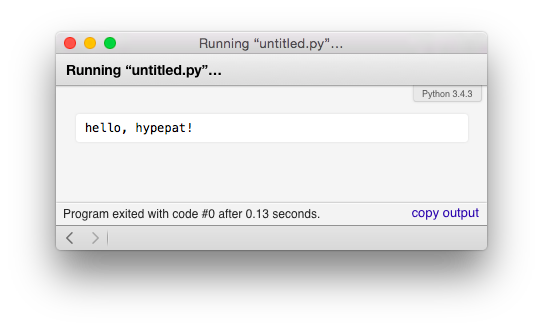 Running “untitled.py”…
Running “untitled.py”…
Python 3.4.3
hello, hypepat!
Program exited with code #0 after 0.13 seconds.
copy output